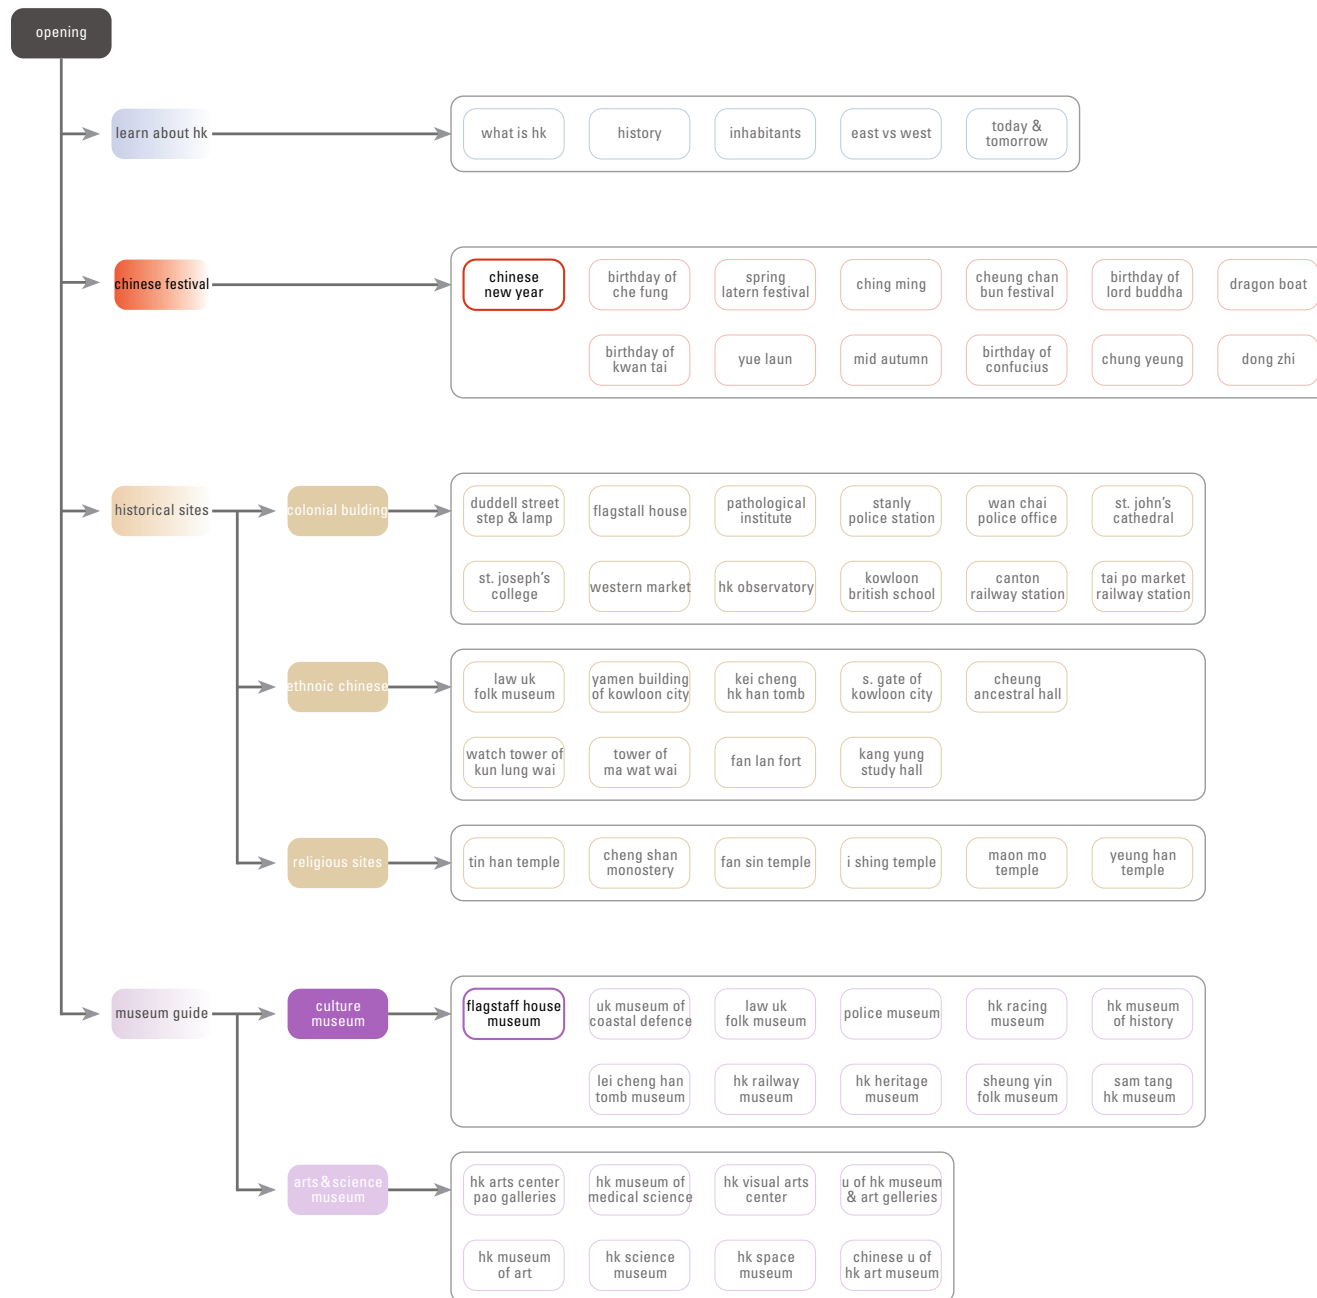 opening
learn about hk
what is hk
history
inhabitants
east vs west
today &
tomorrow
chinese festival
chinese
new year
birthday of
che fung
spring
latern festival
ching ming
cheung chan
bun festival
birthday of
lord buddha
dragon boat
birthday of
kwan tai
yue laun
mid autumn
birthday of
confucius
chung yeung
dong zhi
historical sites
colonial bulding
duddell street
step & lamp
flagstall house
pathological
institute
stanly
police station
wan chai
police office
st. john's
cathedral
st. joseph's
college
western market
hk observatory
kowloon
british school
canton
railway station
tai po market
railway station
ethnoic chinese
law uk
folk museum
yamen building
of kowloon city
kei cheng
hk han tomb
s. gate of
kowloon city
cheung
ancestral hall
watch tower of
kun lung wai
tower of
ma wat wai
fan lan fort
kang yung
study hall
religious sites
tin han temple
cheng shan
monostery
fan sin temple
i shing temple
maon mo
temple
yeung han
temple
museum guide
culture
museum
flagstaff house
museum
uk museum of
coastal defence
law uk
folk museum
police museum
hk racing
museum
hk museum
of history
lei cheng han
tomb museum
hk railway
museum
hk heritage
museum
sheung yin
folk museum
sam tang
hk museum
arts & science
museum
hk arts center
pao galleries
hk museum of
medical science
hk visual arts
center
u of hk museum
& art gelleries
hk museum
of art
hk science
museum
hk space
museum
chinese u of
hk art museum